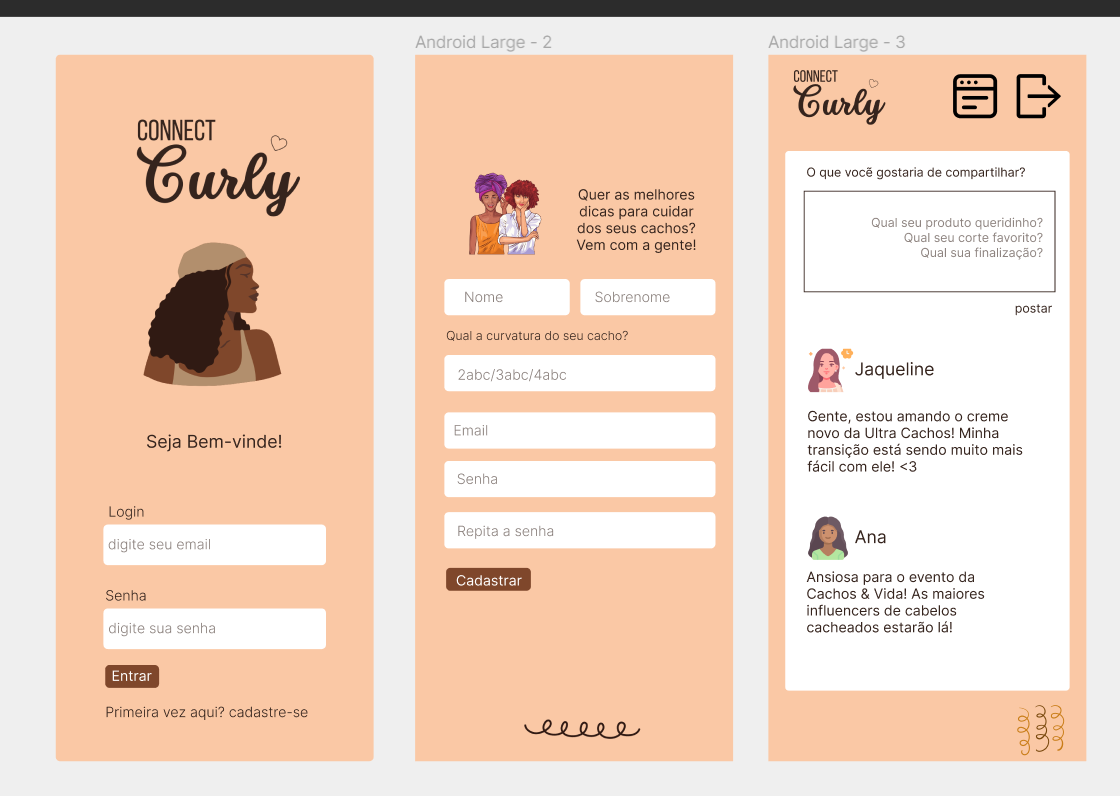 Android Large - 2
Android Large - 3
CONNECT
Curly
Seja Bem-vinde!
Login
digite seu email
Senha
digite sua senha
Entrar
Primeira vez aqui? cadastre-se
Quer as melhores
dicas para cuidar
dos seus cachos?
Vem com a gente!
Nome
Sobrenome
Qual a curvatura do seu cacho?
2abc/3abc/4abc
Email
Senha
Repita a senha
Cadastrar
CONNECT
Curly
O que você gostaria de compartilhar?
Qual seu produto queridinho?
Qual seu corte favorito?
Qual sua finalização?
postar
Jaqueline
Gente, estou amando o creme
novo da Ultra Cachos! Minha
transição está sendo muito mais
fácil com ele! <3
Ana
Ansiosa para o evento da
Cachos & Vida! As maiores
influencers de cabelos
cacheados estarão lá!